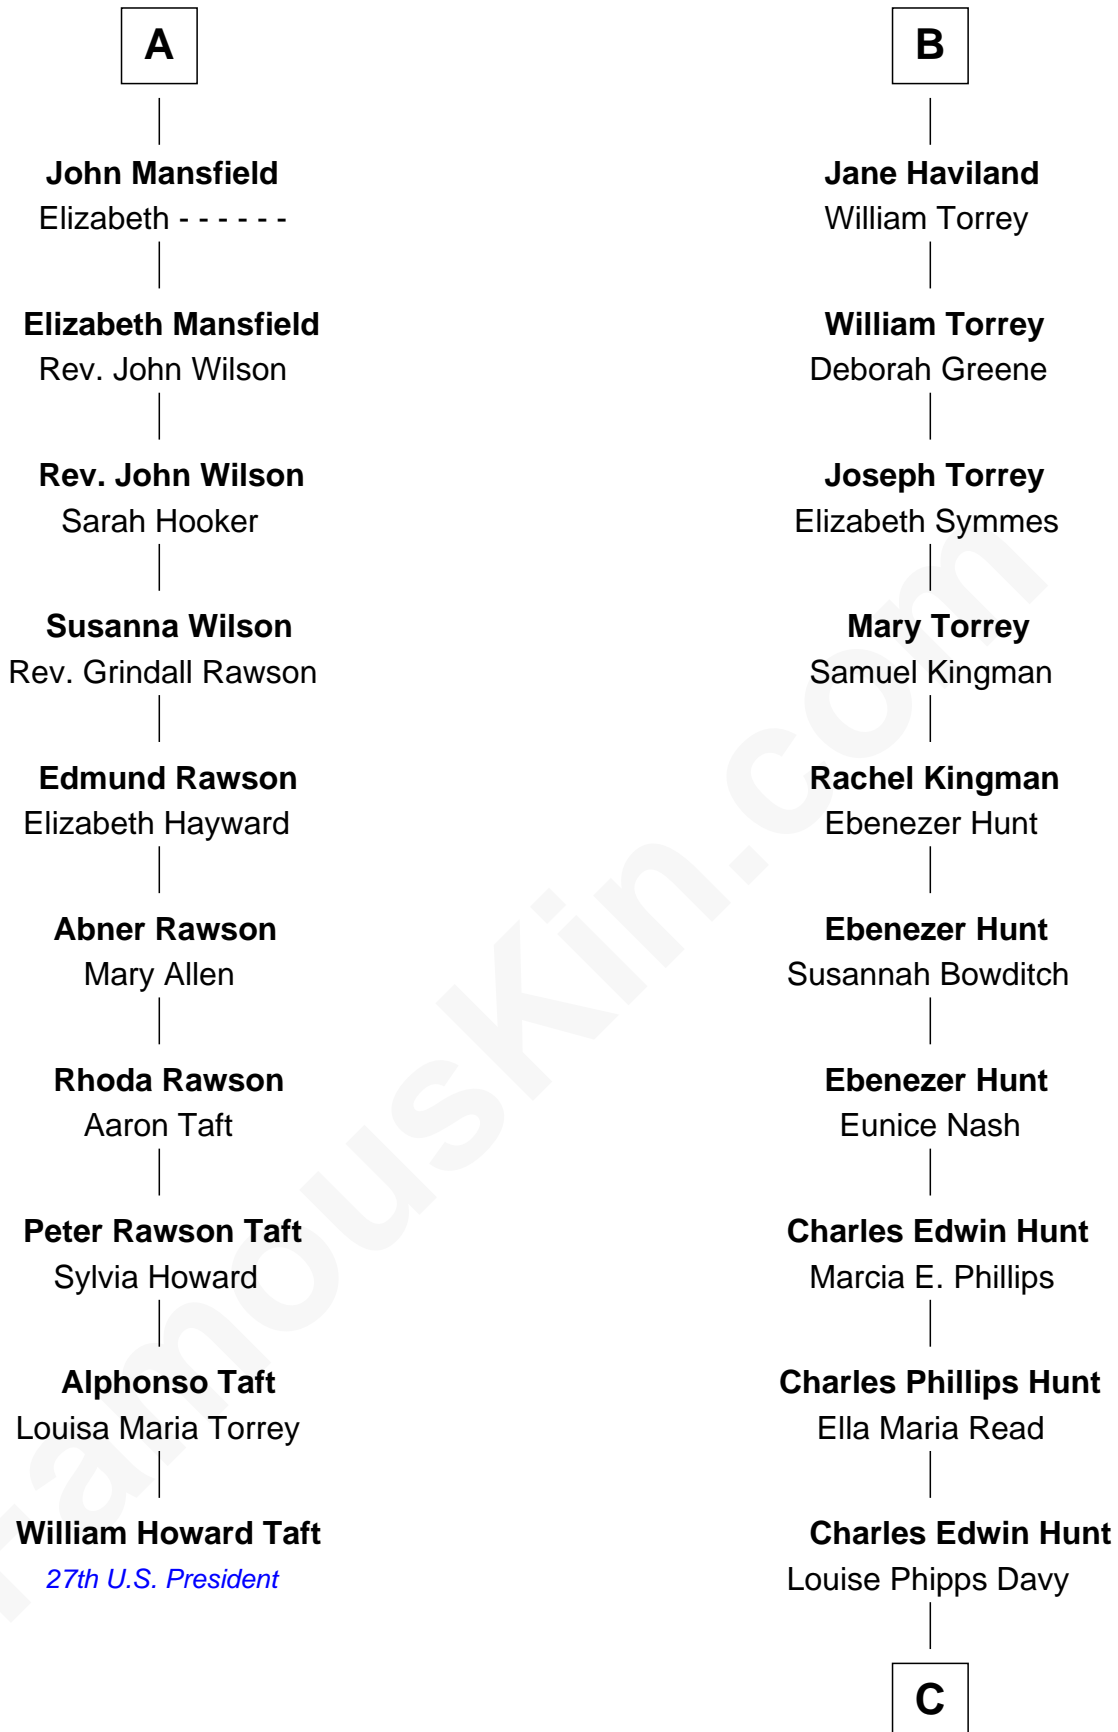 A
John Mansfield
Elizabeth - - - - - -
Elizabeth Mansfield
Rev. John Wilson
Rev. John Wilson
Sarah Hooker
Susanna Wilson
Rev. Grindall Rawson
Edmund Rawson
Elizabeth Hayward
Abner Rawson
Mary Allen
Rhoda Rawson
Aaron Taft
Peter Rawson Taft
Sylvia Howard
Alphonso Taft
Louisa Maria Torrey
William Howard Taft
27th U.S. President
B
Jane Haviland
William Torrey
William Torrey
Deborah Greene
Joseph Torrey
Elizabeth Symmes
Mary Torrey
Samuel Kingman
Rachel Kingman
Ebenezer Hunt
Ebenezer Hunt
Susannah Bowditch
Ebenezer Hunt
Eunice Nash
Charles Edwin Hunt
Marcia E. Phillips
Charles Phillips Hunt
Ella Maria Read
Charles Edwin Hunt
Louise Phipps Davy
C
FamousKin.com